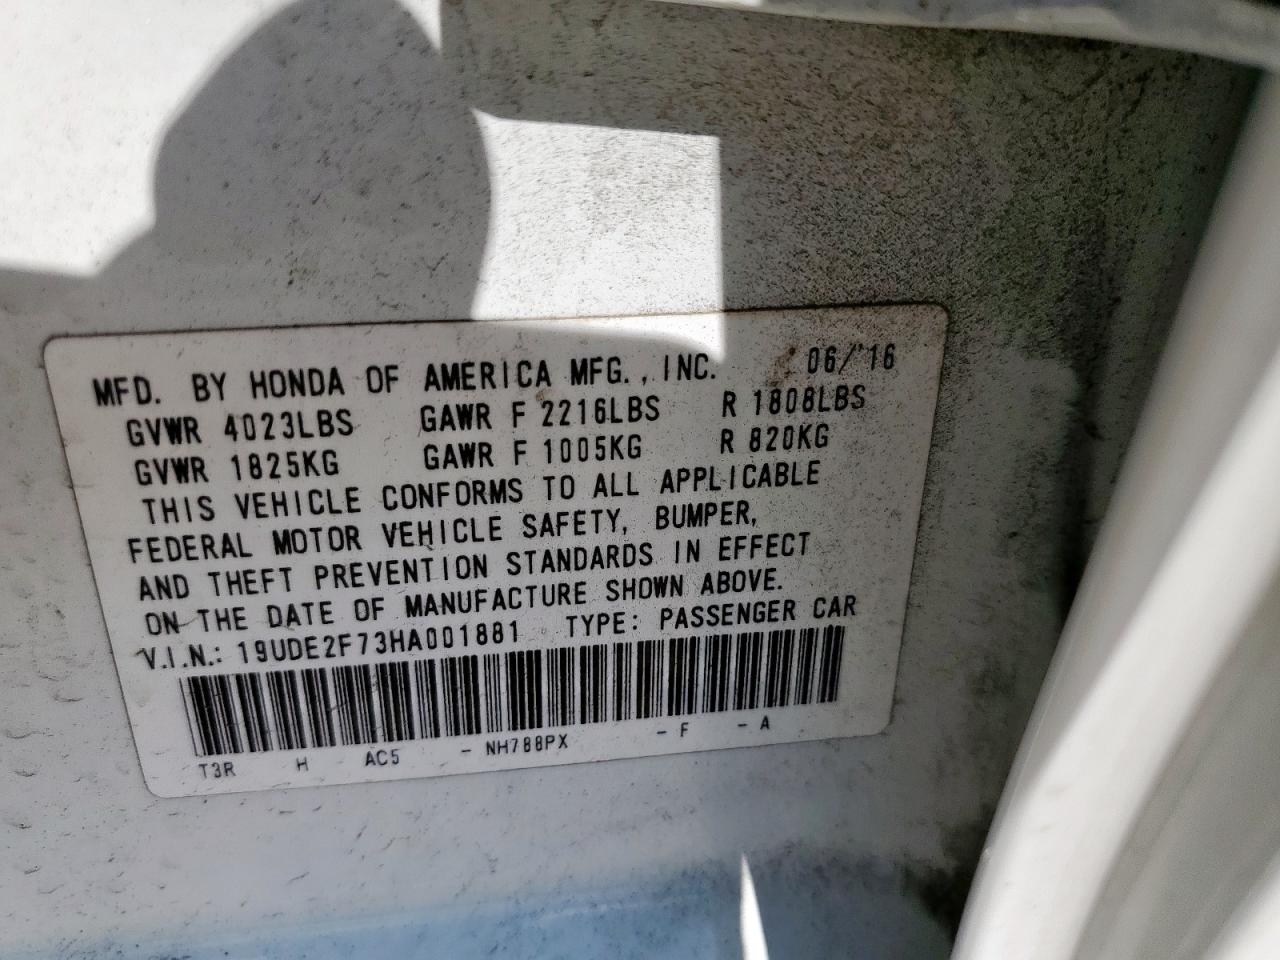 MFD. BY HONDA OF AMERICA MFG., INC. 06/'16
GVWR 4023LBS GAWR F 2216LBS R 1808LBS
GVWR 1825KG GAWR F 1005KG R 820KG
THIS VEHICLE CONFORMS TO ALL APPLICABLE
FEDERAL MOTOR VEHICLE SAFETY, BUMPER,
AND THEFT PREVENTION STANDARDS IN EFFECT
ON THE DATE OF MANUFACTURE SHOWN ABOVE.
V.I.N.: 19UDE2F73HA001881 TYPE: PASSENGER CAR
T3R H AC5 - NH788PX - F - A